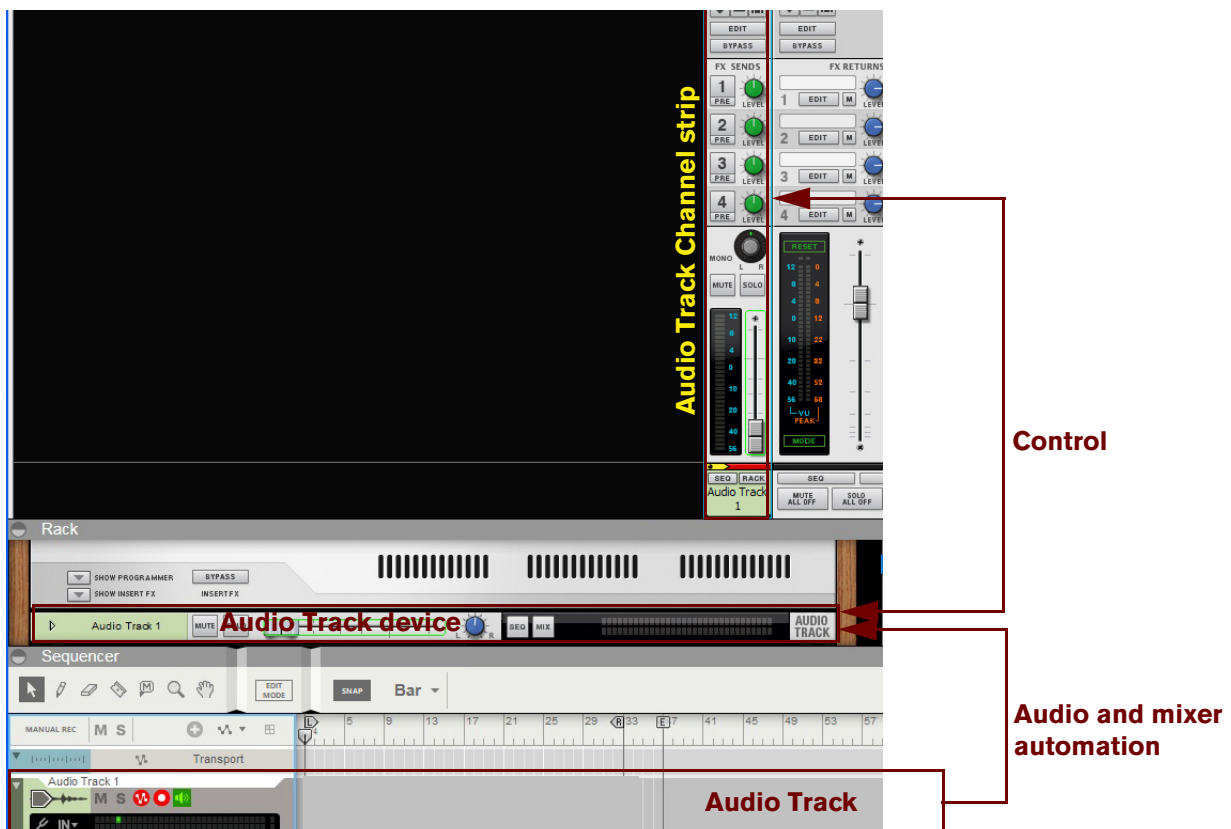 EDIT
EDIT
BYPASS
BYPASS
FX SENDS
FX RETURNS
1
PRE
LEVEL
1
EDIT
M
LEVEL
2
PRE
LEVEL
2
EDIT
M
LEVEL
3
PRE
LEVEL
3
EDIT
M
LEVEL
4
PRE
LEVEL
4
EDIT
M
LEVEL
Audio Track Channel strip
MONO
L R
MUTE SOLO
RESET
12 0
8 4
4 8
0 12
10 22
20 32
40 52
56 68
VU
PEAK
MODE
12
8
4
0
10
20
40
56
Control
SEQ RACK
SEQ
Audio Track
1
MUTE
ALL OFF
SOLO
ALL OFF
Rack
SHOW PROGRAMMER
BYPASS
SHOW INSERT FX
INSERT FX
Audio Track 1
MUTE
Audio Track device
L R
SEQ
MIX
AUDIO
TRACK
Sequencer
EDIT
MODE
SNAP
Bar
Audio and mixer
automation
MANUAL REC
M S
L
5 9 13 17 21 25 29 R 33 E 7 41 45 49 53 57
Transport
Audio Track 1
M S
Audio Track
IN